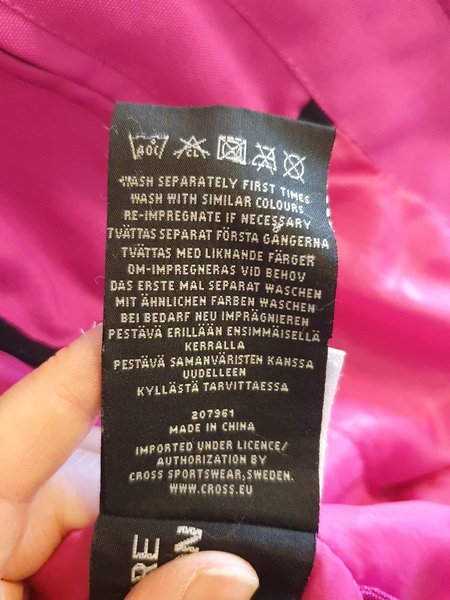 40C CL
WASH SEPARATELY FIRST TIMES
WASH WITH SIMILAR COLOURS
RE-IMPREGNATE IF NECESSARY
TVÄTTAS SEPARAT FÖRSTA GÅNGERNA
TVÄTTAS MED LIKNANDE FÄRGER
OM-IMPREGNERAS VID BEHOV
DAS ERSTE MAL SEPARAT WASCHEN
MIT ÄHNLICHEN FARBEN WASCHEN
BEI BEDARF NEU IMPRÄGNIEREN
PESTÄVÄ ERILLÄÄN ENSIMMÄISELLÄ
KERRALLA
PESTÄVÄ SAMANVÄRISTEN KANSSA
UUDELLEEN
KYLLÄSTÄ TARVITTAESSA
207961
MADE IN CHINA
IMPORTED UNDER LICENCE/
AUTHORIZATION BY
CROSS SPORTSWEAR,SWEDEN.
WWW.CROSS.EU